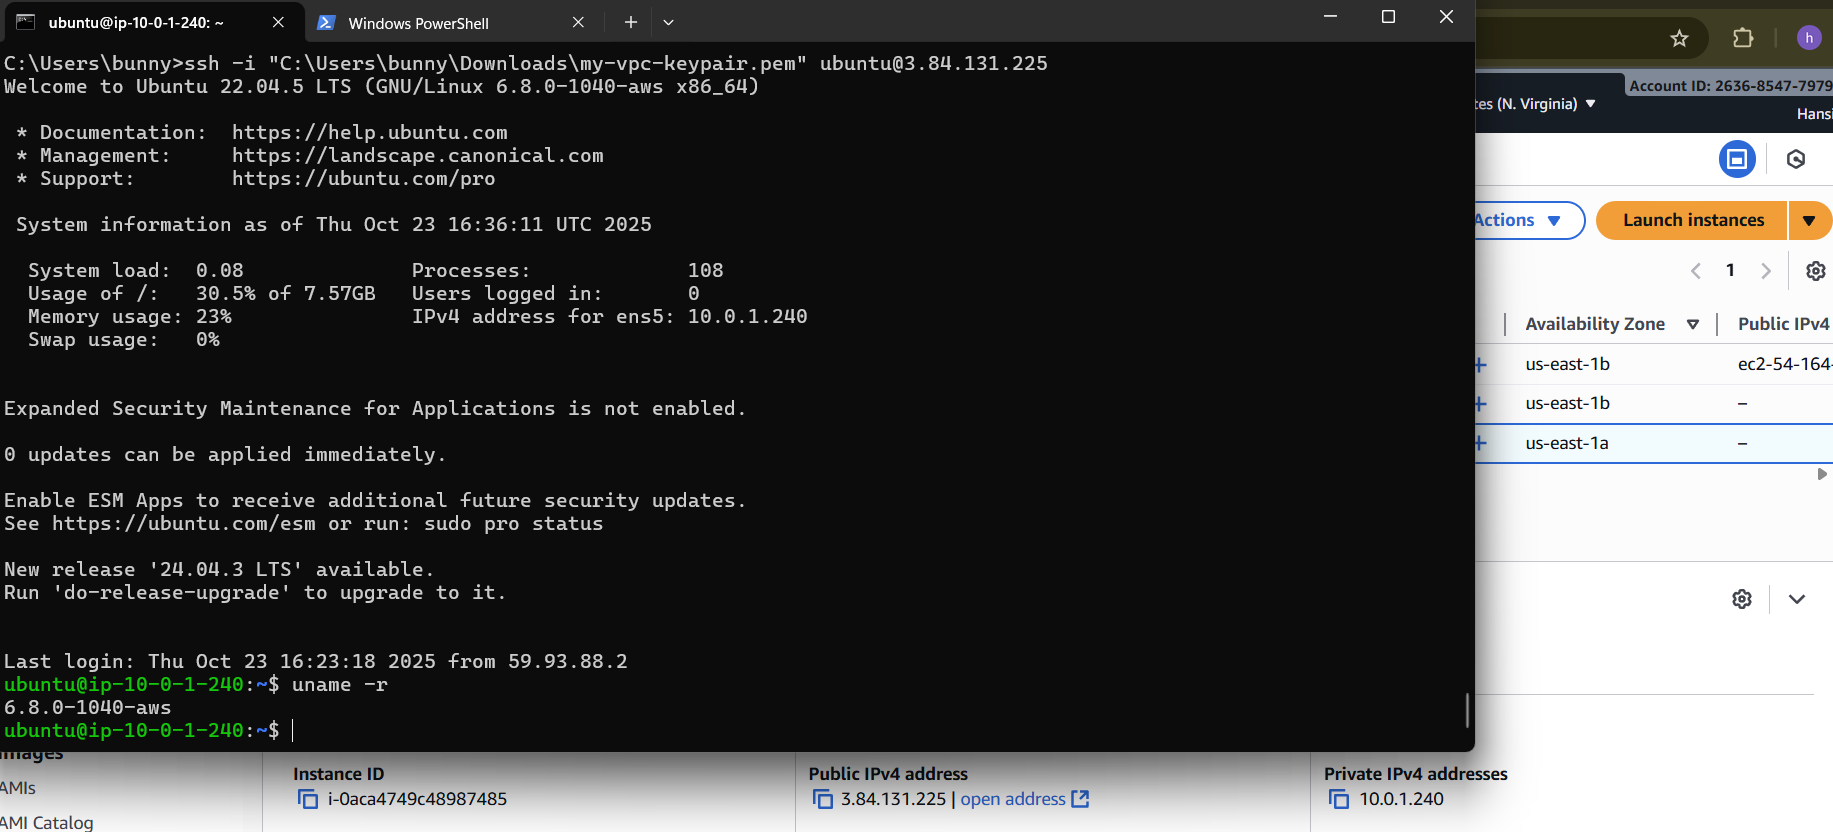 ubuntu@ip-10-0-1-240: ~
Windows PowerShell
C:\Users\bunny>ssh -i "C:\Users\bunny\Downloads\my-vpc-keypair.pem" ubuntu@3.84.131.225
Welcome to Ubuntu 22.04.5 LTS (GNU/Linux 6.8.0-1040-aws x86_64)
* Documentation: https://help.ubuntu.com
* Management: https://landscape.canonical.com
* Support: https://ubuntu.com/pro
System information as of Thu Oct 23 16:36:11 UTC 2025
System load: 0.08 Processes: 108
Usage of /: 30.5% of 7.57GB Users logged in: 0
Memory usage: 23% IPv4 address for ens5: 10.0.1.240
Swap usage: 0%
Expanded Security Maintenance for Applications is not enabled.
0 updates can be applied immediately.
Enable ESM Apps to receive additional future security updates.
See https://ubuntu.com/esm or run: sudo pro status
New release '24.04.3 LTS' available.
Run 'do-release-upgrade' to upgrade to it.
Last login: Thu Oct 23 16:23:18 2025 from 59.93.88.2
ubuntu@ip-10-0-1-240:~$ uname -r
6.8.0-1040-aws
ubuntu@ip-10-0-1-240:~$
h
Account ID: 2636-8547-7979
tes (N. Virginia)
Hansi
Actions
Launch instances
1
Availability Zone
Public IPv4
us-east-1b ec2-54-164-
us-east-1b –
us-east-1a –
Images
AMIs
AMI Catalog
Instance ID
i-0aca4749c48987485
Public IPv4 address
3.84.131.225 | open address
Private IPv4 addresses
10.0.1.240